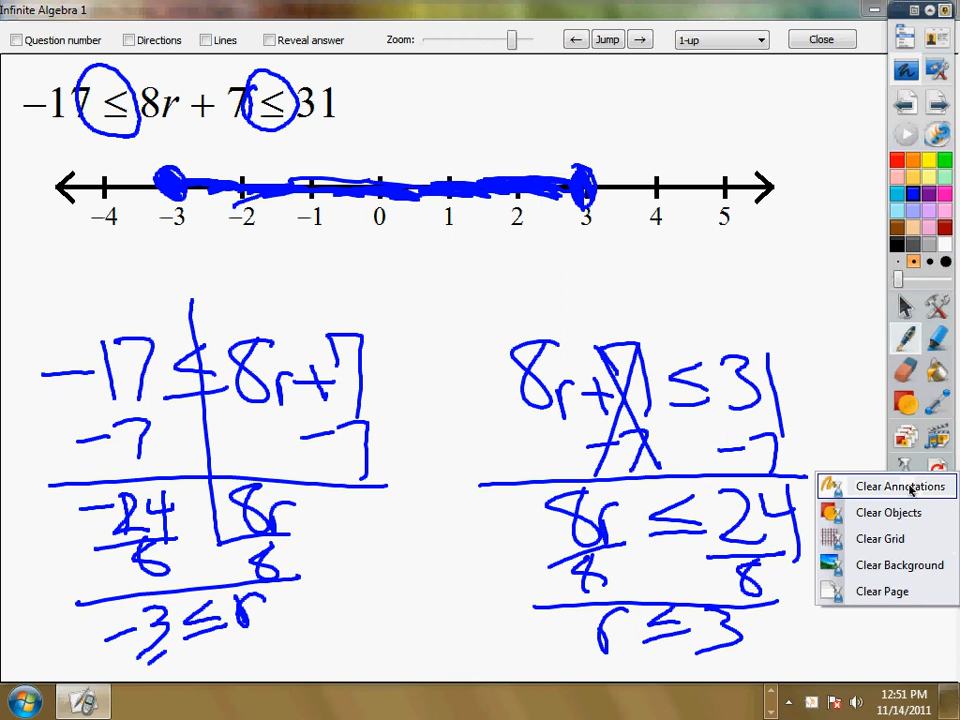 Infinite Algebra 1
Question number Directions Lines Reveal answer Zoom: Jump 1-up Close
−17 ≤ 8r + 7 ≤ 31
−4 −3 −2 −1 0 1 2 3 4 5
−17 ≤ 8r+7 8r+7 ≤ 31
−7 −7 −7 −7
−24 8r 8r ≤ 24
8 8 8 8
−3 ≤ r r ≤ 3
Clear Annotations
Clear Objects
Clear Grid
Clear Background
Clear Page
12:51 PM
11/14/2011